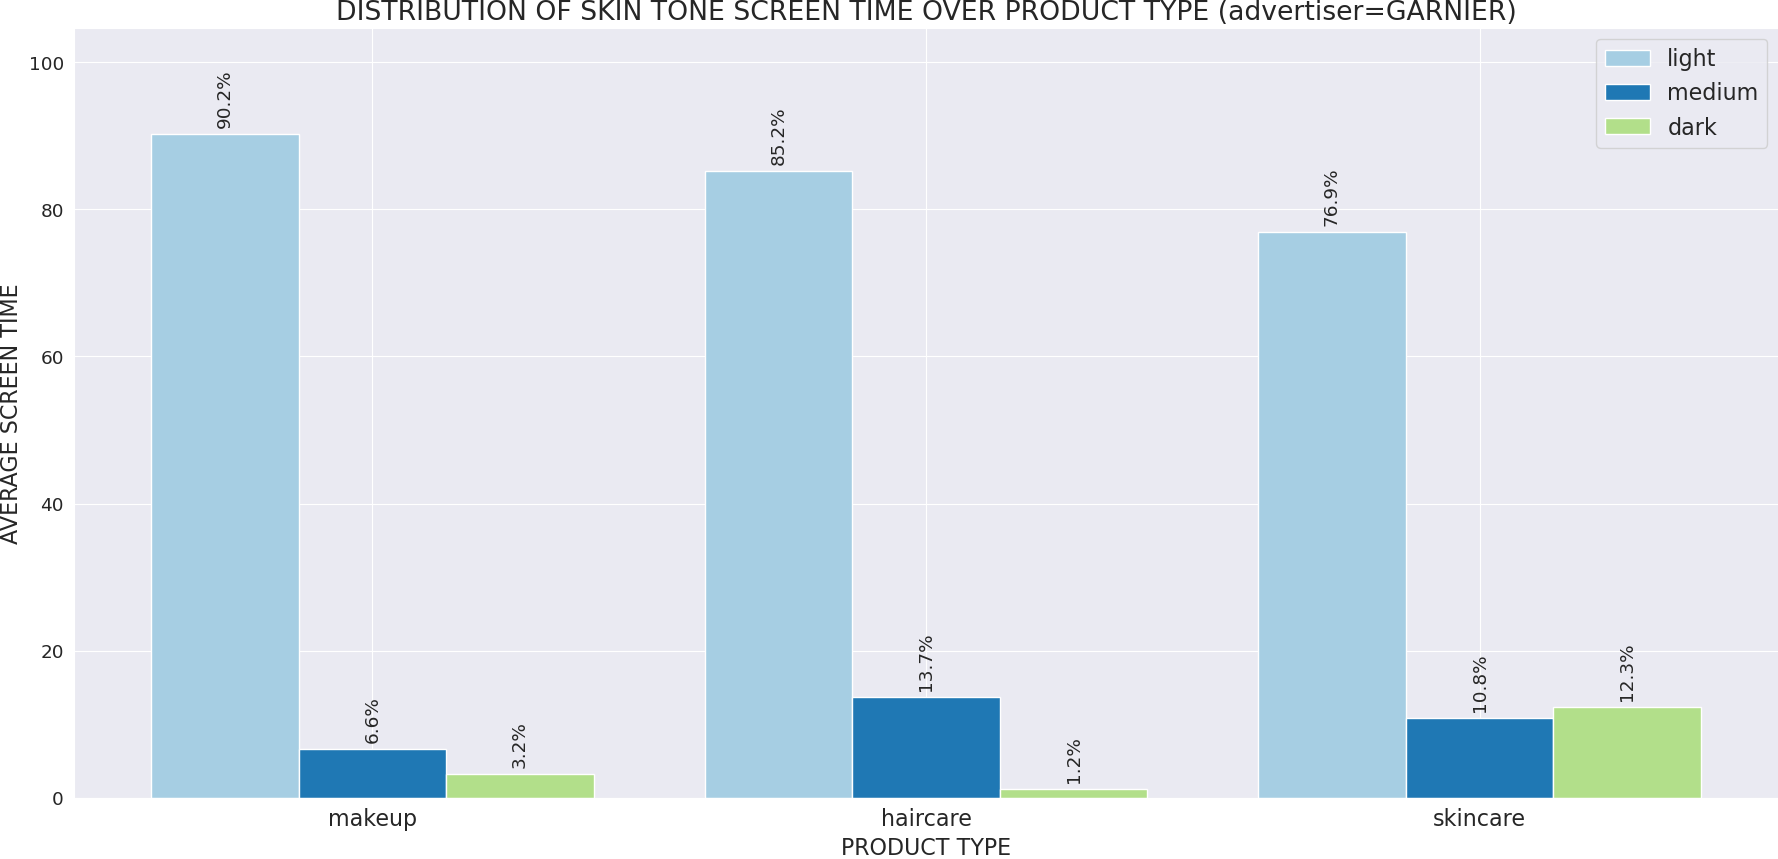 DISTRIBUTION OF SKIN TONE SCREEN TIME OVER PRODUCT TYPE (advertiser=GARNIER)
light
medium
dark
AVERAGE SCREEN TIME
100
80
60
40
20
0
90.2%
6.6%
3.2%
85.2%
13.7%
1.2%
76.9%
10.8%
12.3%
makeup
haircare
skincare
PRODUCT TYPE